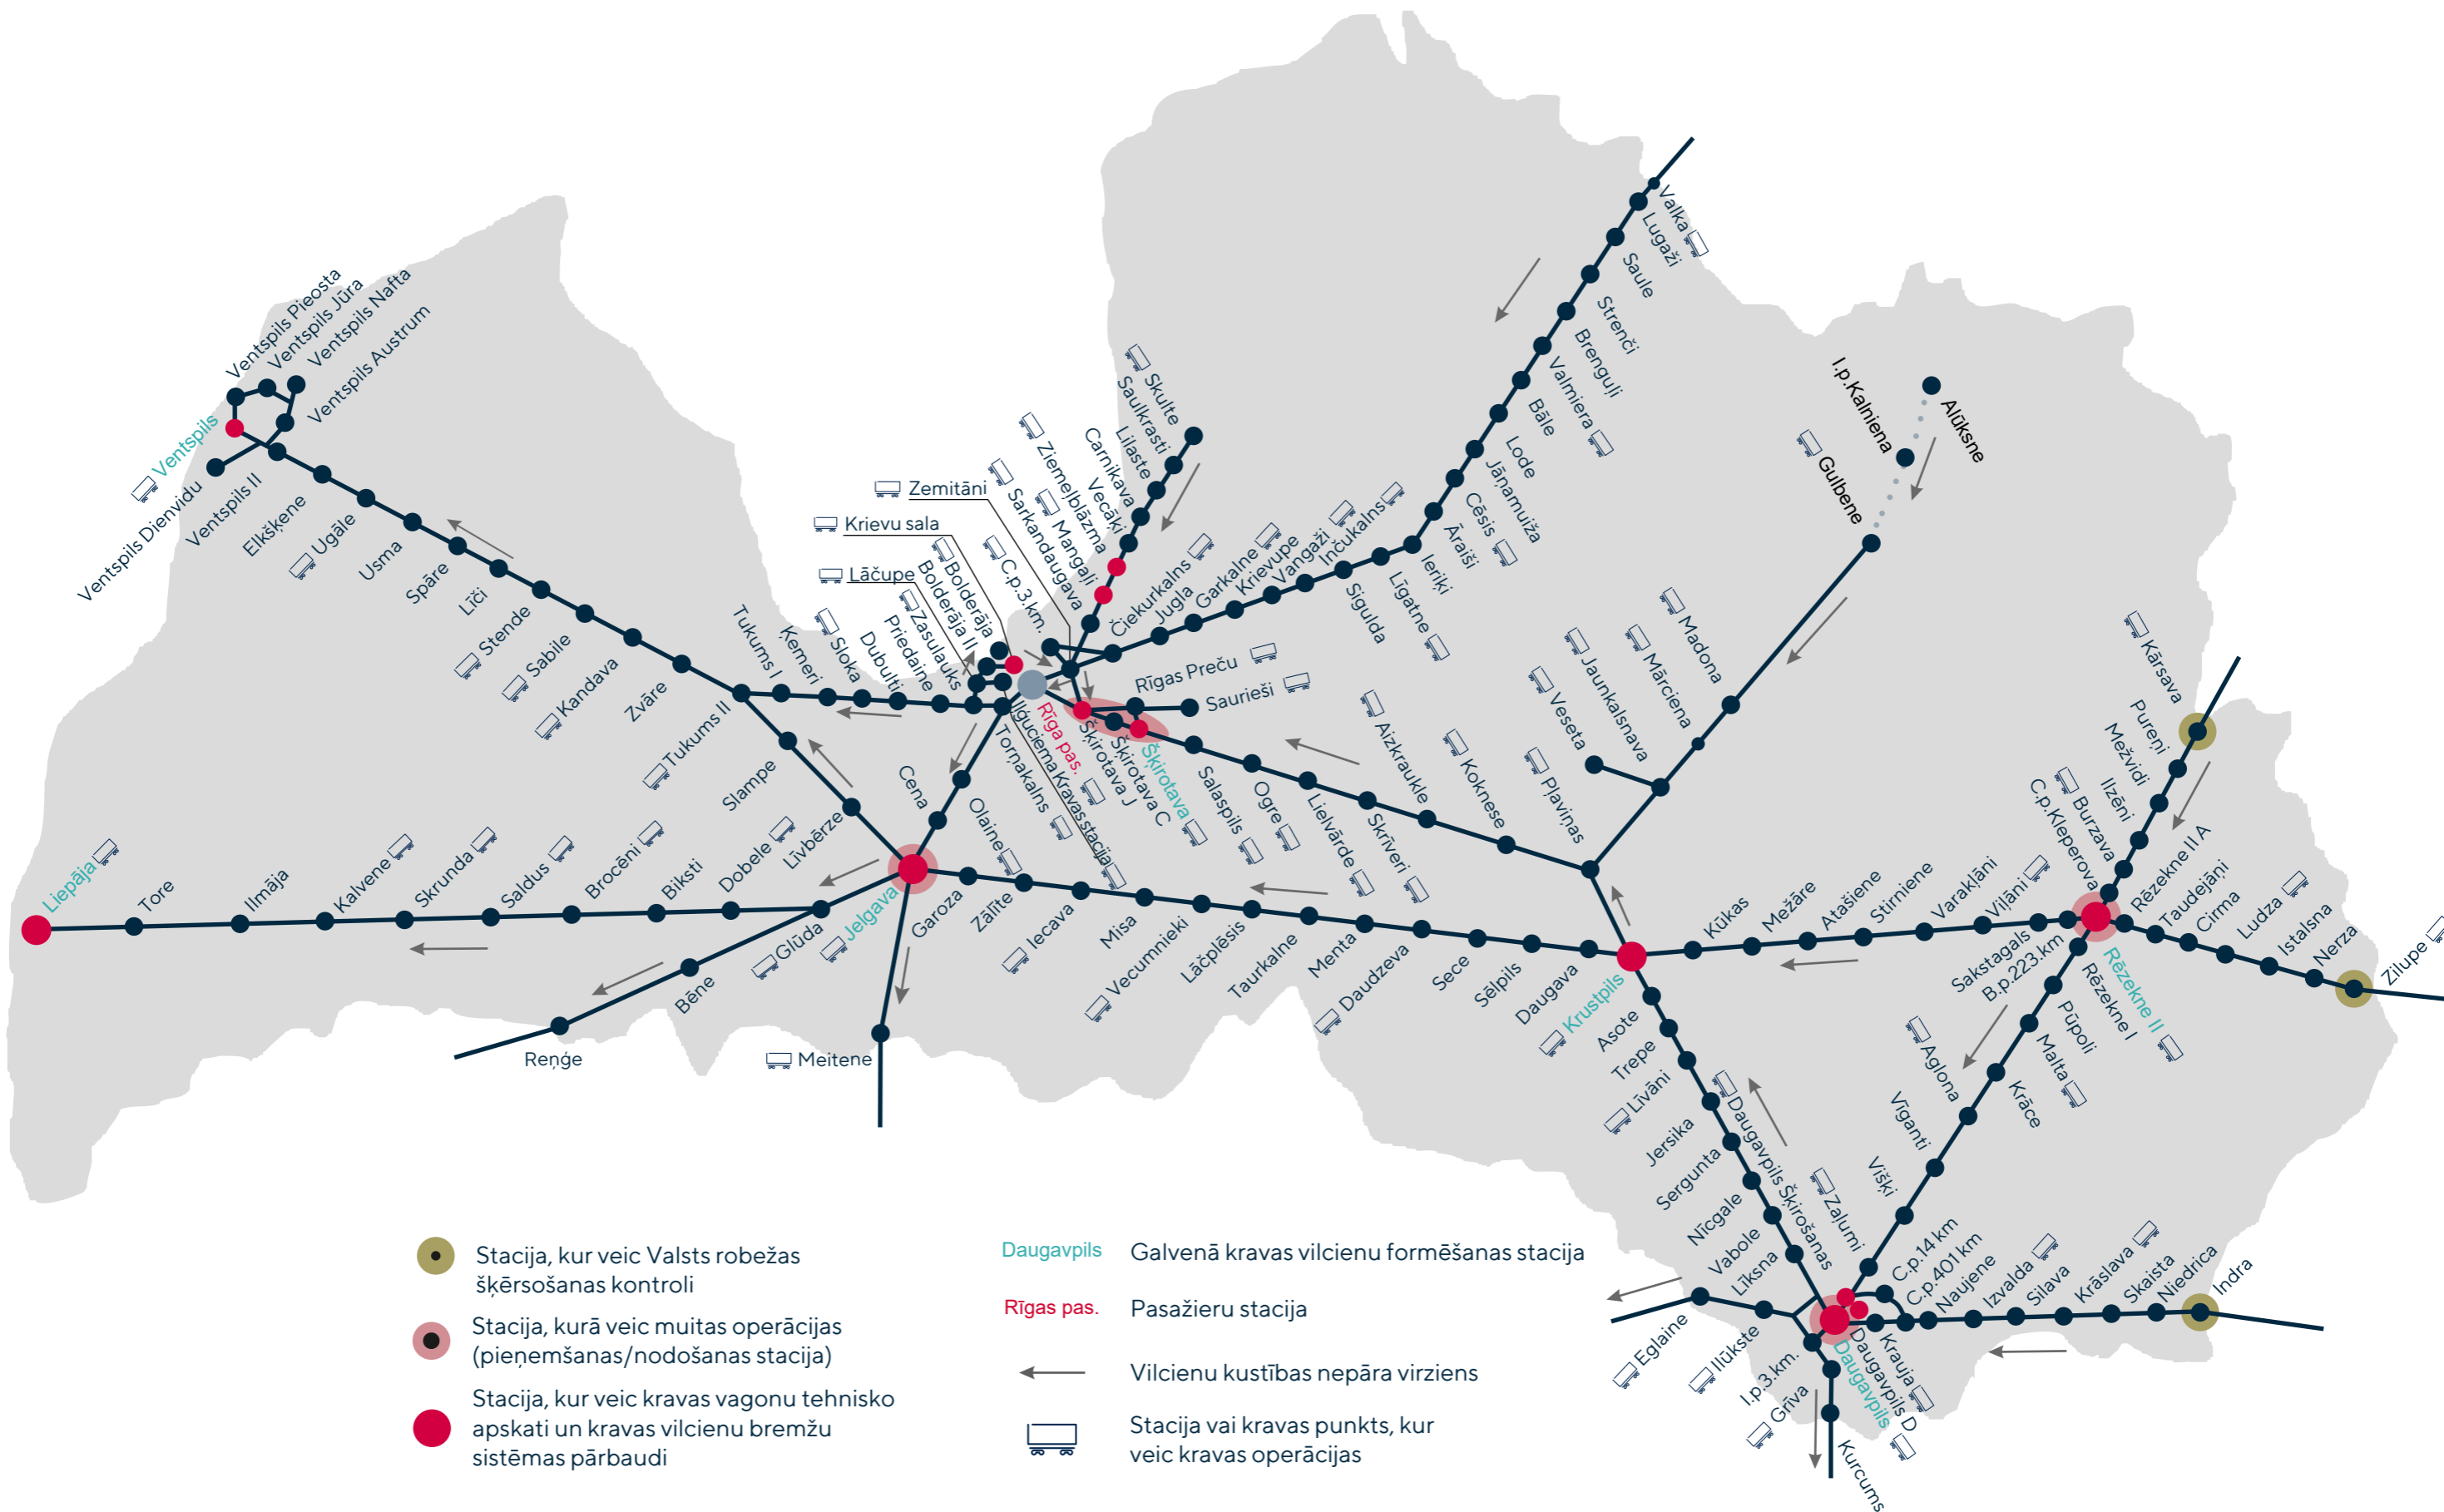 Ventspils Pieosta
Ventspils Jūra
Ventspils Nafta
Ventspils Austrum
Ventspils
Ventspils Dienvidu
Ventspils II
Elkšķene
Ugāle
Usma
Spāre
Līči
Stende
Sabile
Kandava
Zvāre
Tukums II
Tukums I
Ķemeri
Sloka
Dubulti
Priedaine
Zasulauks
Bolderāja II
Bolderāja
Lāčupe
Krievu sala
Zemitāni
C.p.3.km.
Sarkandaugava
Mangaļi
Ziemeļblāzma
Vecāķi
Carnikava
Lilaste
Saulkrasti
Skulte
Čiekurkalns
Jugla
Garkalne
Krievupe
Vangaži
Inčukalns
Sigulda
Līgatne
Ieriķi
Āraiši
Cēsis
Jāņamuiža
Lode
Bāle
Valmiera
Brenguļi
Strenči
Saule
Lugaži
Valka
I.p.Kalniena
Alūksne
Gulbene
Madona
Mārciena
Jaunkalsnava
Veseta
Pļaviņas
Koknese
Aizkraukle
Skrīveri
Lielvārde
Ogre
Salaspils
Šķirotava
Šķirotava C
Šķirotava J
Rīga pas.
Rīgas Preču
Saurieši
Iļģuciema Kravas stacija
Torņakalns
Olaine
Cena
Slampe
Līvbērze
Jelgava
Liepāja
Tore
Ilmāja
Kalvene
Skrunda
Saldus
Brocēni
Biksti
Dobele
Glūda
Bēne
Reņģe
Meitene
Garoza
Zālīte
Iecava
Misa
Vecumnieki
Lāčplēsis
Taurkalne
Menta
Daudzeva
Sece
Sēlpils
Daugava
Krustpils
Kūkas
Mežāre
Atašiene
Stirniene
Varakļāni
Viļāni
Sakstagals
B.p.223.km
Rēzekne I
Rēzekne II
Rēzekne II A
Taudejāņi
Cirma
Ludza
Istalsna
Nerza
Zilupe
Kārsava
Pureņi
Mežvidi
Ilzēni
Burzava
C.p.Kleperova
Pūpoli
Malta
Krāce
Aglona
Vīganti
Višķi
Zaļumi
Asote
Trepe
Līvāni
Jersika
Sergunta
Nīcgale
Vabole
Līksna
Daugavpils Šķirošanas
C.p.14 km
C.p.401 km
Naujene
Izvalda
Silava
Krāslava
Skaista
Niedrica
Indra
Krauja
Daugavpils D
Daugavpils
Eglaine
Ilūkste
I.p.3.km.
Grīva
Kurcums
Stacija, kur veic Valsts robežas
šķērsošanas kontroli
Stacija, kurā veic muitas operācijas
(pieņemšanas/nodošanas stacija)
Stacija, kur veic kravas vagonu tehnisko
apskati un kravas vilcienu bremžu
sistēmas pārbaudi
Daugavpils Galvenā kravas vilcienu formēšanas stacija
Rīgas pas. Pasažieru stacija
Vilcienu kustības nepāra virziens
Stacija vai kravas punkts, kur
veic kravas operācijas